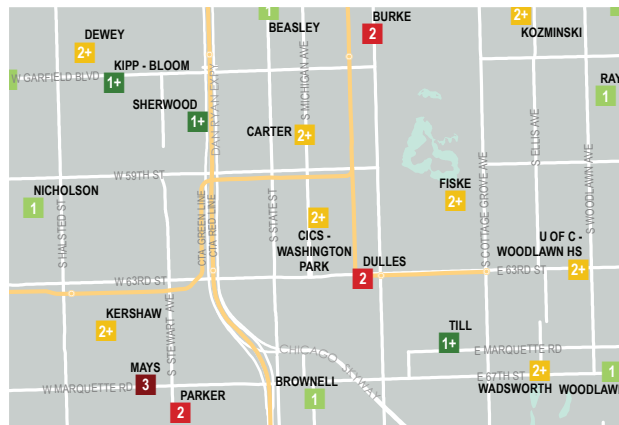 BEASLEY
BURKE
2
2+
KOZMINSKI
DEWEY
2+
KIPP - BLOOM
W GARFIELD BLVD
1+
SHERWOOD
1+
DAN RYAN EXPY
S MICHIGAN AVE
CARTER
2+
RAY
1
S ELLIS AVE
S WOODLAWN AVE
S COTTAGE GROVE AVE
W 59TH ST
NICHOLSON
1
S HALSTED ST
CTA GREEN LINE
CTA RED LINE
S STATE ST
2+
CICS -
WASHINGTON
PARK
FISKE
2+
U OF C -
WOODLAWN HS
2+
DULLES
2
W 63RD ST
E 63RD ST
KERSHAW
2+
S STEWART AVE
TILL
1+
E MARQUETTE RD
CHICAGO SKYWAY
MAYS
3
W MARQUETTE RD
PARKER
2
BROWNELL
1
E 67TH ST
2+
WADSWORTH
1
WOODLAW